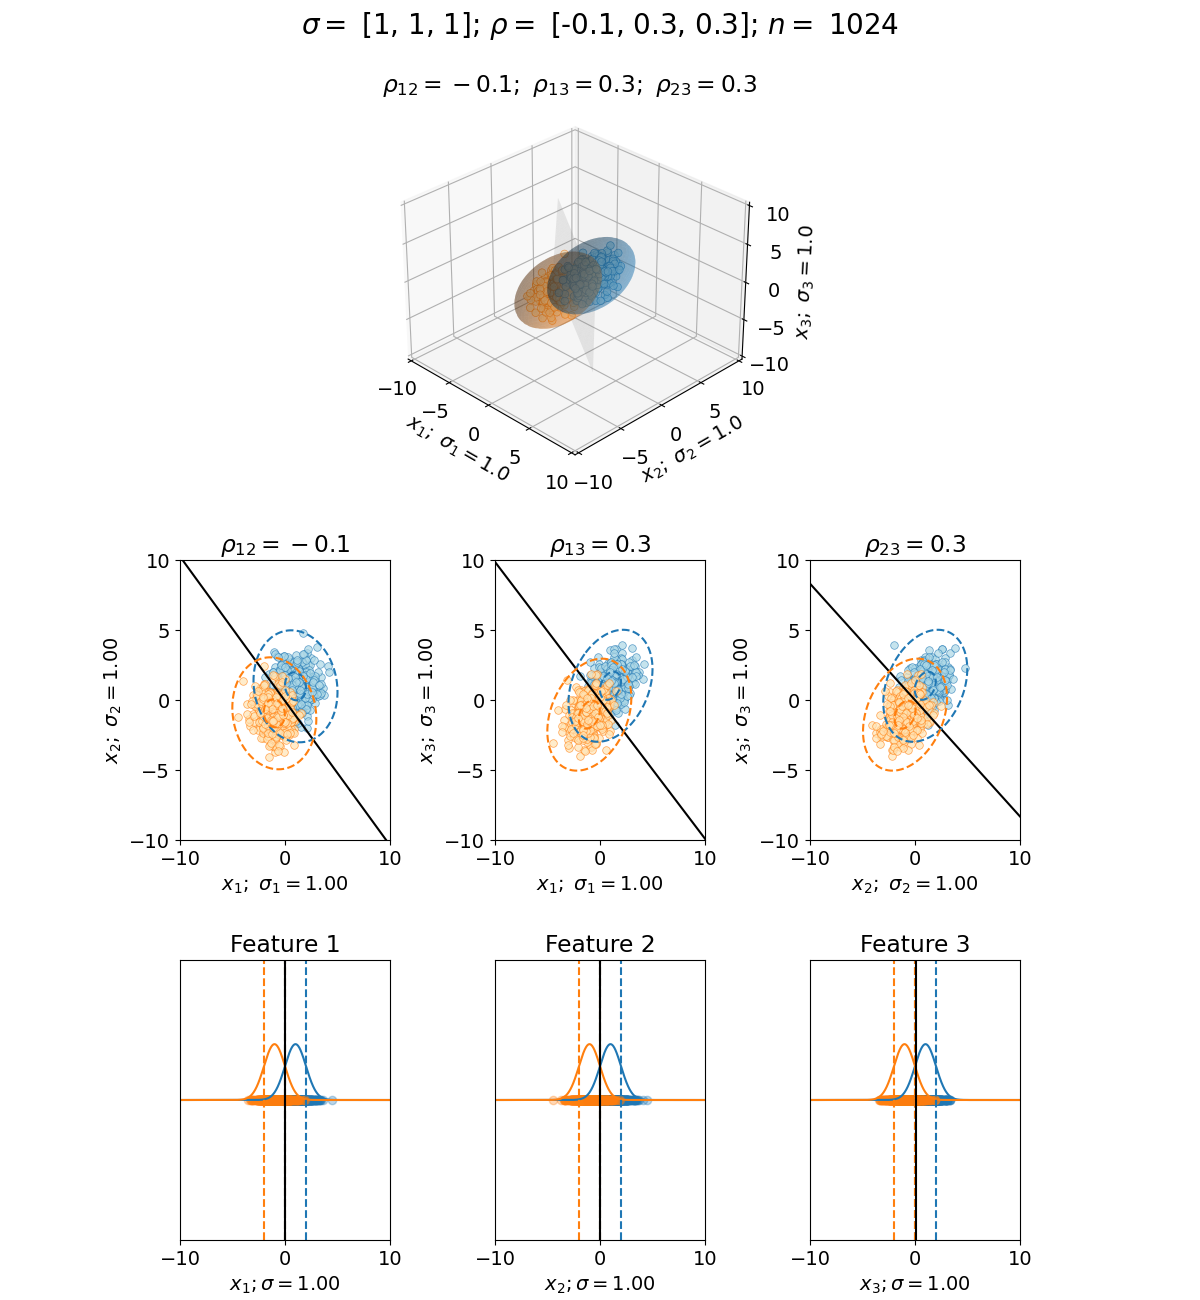 σ = [1, 1, 1]; ρ = [-0.1, 0.3, 0.3]; n = 1024
ρ₁₂ = −0.1; ρ₁₃ = 0.3; ρ₂₃ = 0.3
10
5
0
−5
−10
x₃; σ₃ = 1.0
−10
−5
0
5
10
x₁; σ₁ = 1.0
−10
−5
0
5
10
x₂; σ₂ = 1.0
ρ₁₂ = −0.1
10
5
0
−5
−10
x₂; σ₂ = 1.00
−10 0 10
x₁; σ₁ = 1.00
ρ₁₃ = 0.3
10
5
0
−5
−10
x₃; σ₃ = 1.00
−10 0 10
x₁; σ₁ = 1.00
ρ₂₃ = 0.3
10
5
0
−5
−10
x₃; σ₃ = 1.00
−10 0 10
x₂; σ₂ = 1.00
Feature 1
−10 0 10
x₁; σ = 1.00
Feature 2
−10 0 10
x₂; σ = 1.00
Feature 3
−10 0 10
x₃; σ = 1.00